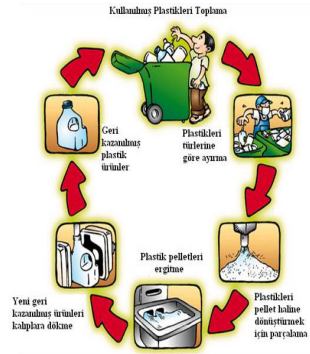 Kullanılmış Plastikleri Toplama
Plastikleri
türlerine
göre ayırma
Plastikleri
pellet haline
dönüştürmek
için parçalama
Plastik pelletleri
ergitme
Yeni geri
kazanılmış ürünleri
kalıplara dökme
Geri
kazanılmış
plastik
ürünler